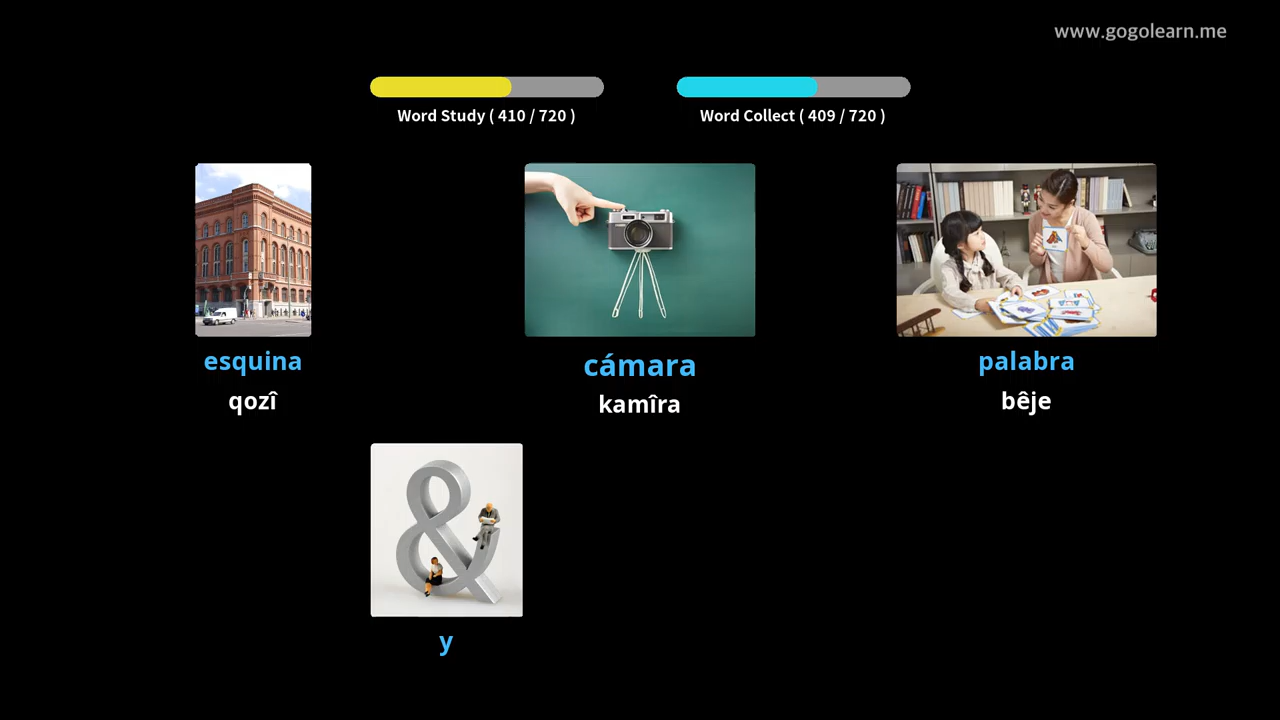 www.gogolearn.me
Word Study ( 410 / 720 )
Word Collect ( 409 / 720 )
esquina
qozî
cámara
kamîra
palabra
bêje
&
y